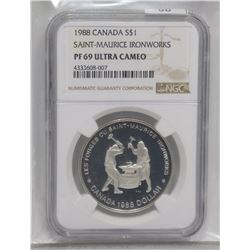 1988 CANADA S$1
SAINT-MAURICE IRONWORKS
PF 69 ULTRA CAMEO
4333608-007
NUMISMATIC GUARANTY CORPORATION
NGC
LES FORGES DU SAINT-MAURICE IRONWORKS
CANADA 1988 DOLLAR